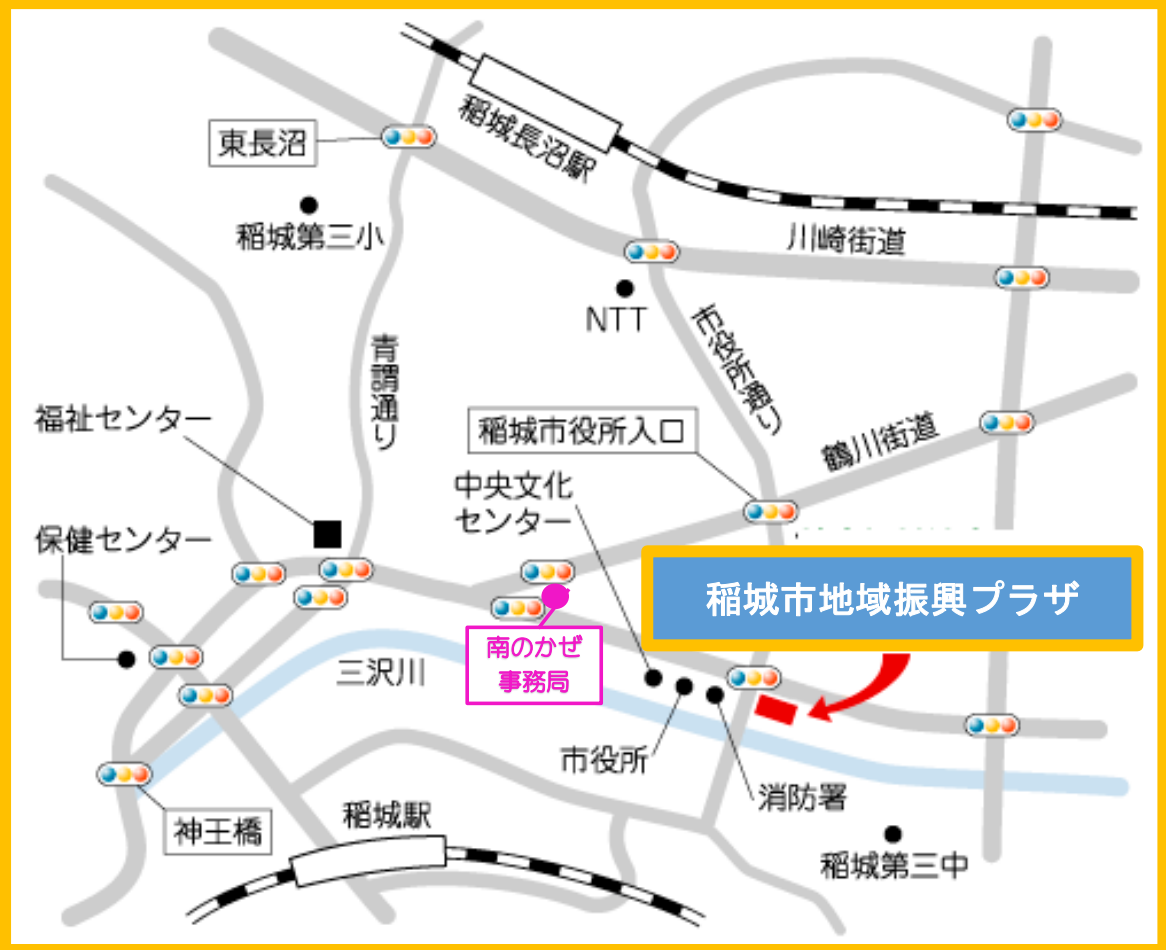 稲城長沼駅
東長沼
稲城第三小
川崎街道
NTT
市役所通り
青謂通り
福祉センター
稲城市役所入口
鶴川街道
中央文化
センター
保健センター
稲城市地域振興プラザ
南のかぜ
事務局
三沢川
市役所
消防署
神王橋
稲城駅
稲城第三中